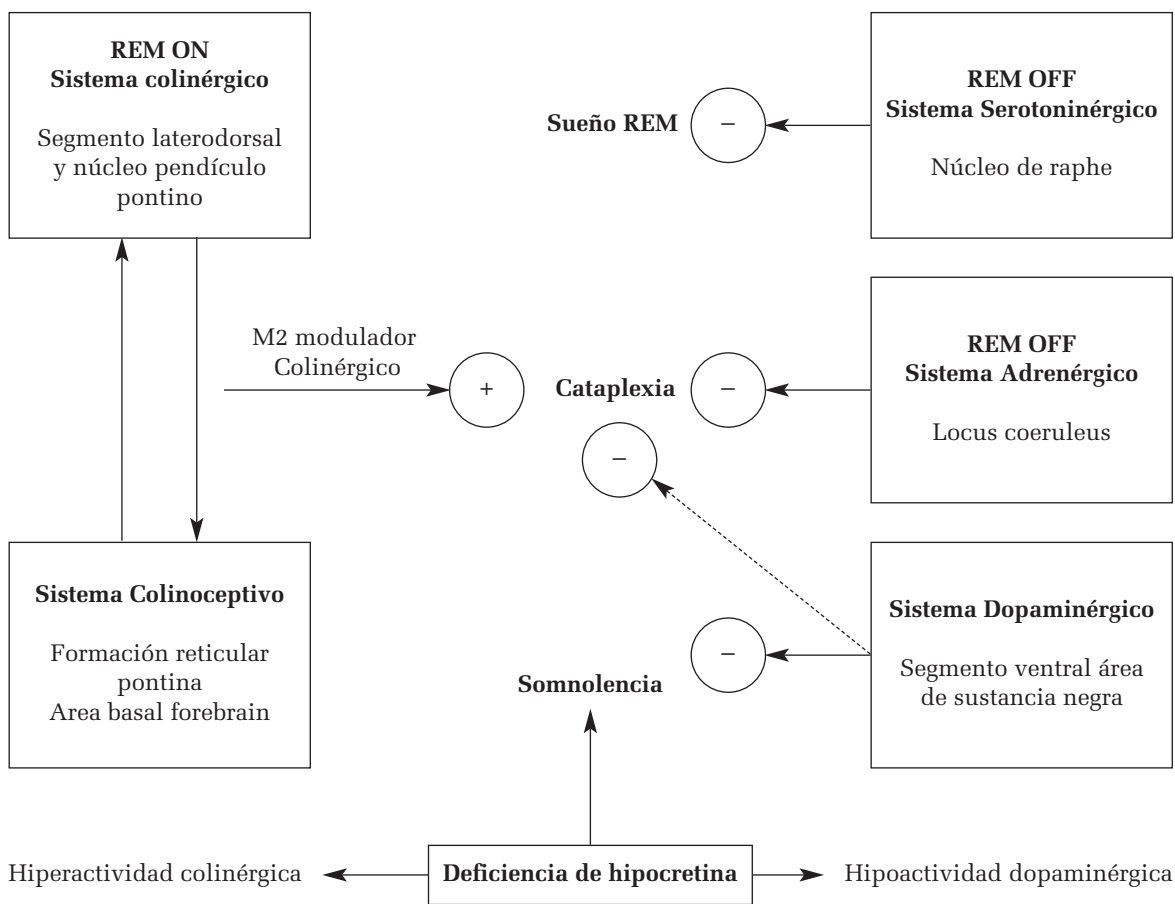 REM ON
Sistema colinérgico
Segmento laterodorsal
y núcleo pendículo
pontino
Sueño REM
−
REM OFF
Sistema Serotoninérgico
Núcleo de raphe
M2 modulador
Colinérgico
+
Cataplexia
−
−
REM OFF
Sistema Adrenérgico
Locus coeruleus
Sistema Colinoceptivo
Formación reticular
pontina
Area basal forebrain
Somnolencia
−
Sistema Dopaminérgico
Segmento ventral área
de sustancia negra
Hiperactividad colinérgica
Deficiencia de hipocretina
Hipoactividad dopaminérgica